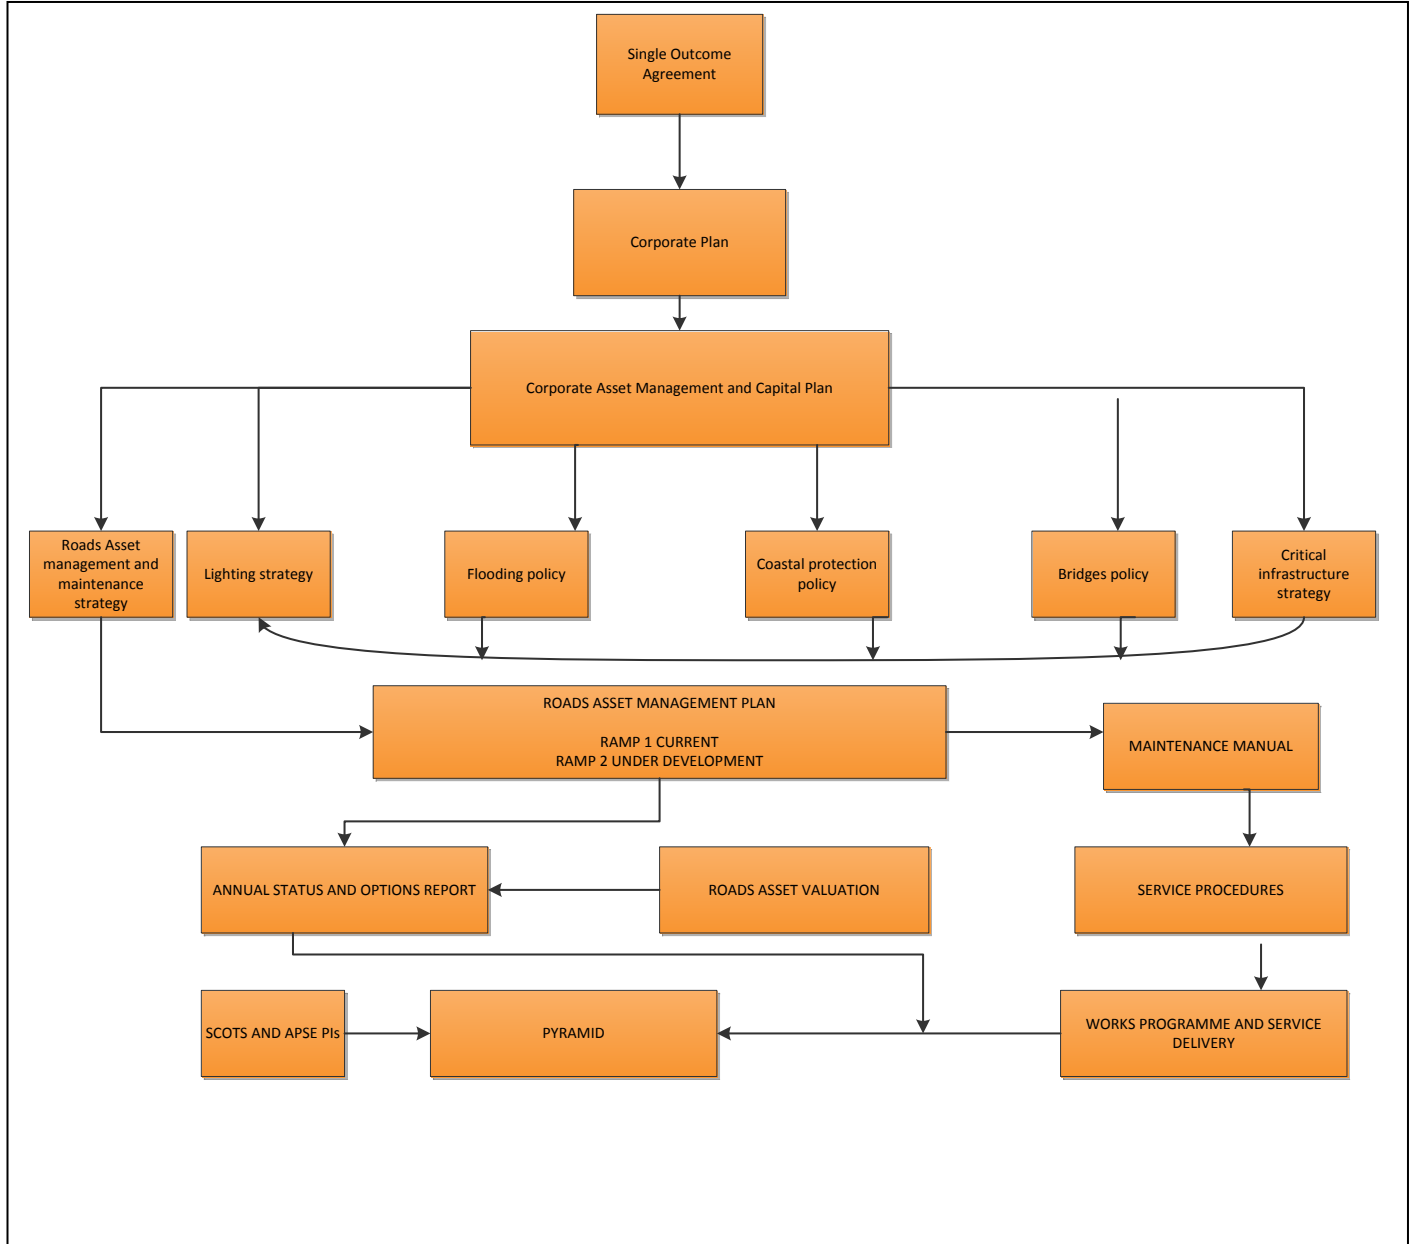 Single Outcome
Agreement
Corporate Plan
Corporate Asset Management and Capital Plan
Roads Asset
management and
maintenance
strategy
Lighting strategy
Flooding policy
Coastal protection
policy
Bridges policy
Critical
infrastructure
strategy
ROADS ASSET MANAGEMENT PLAN
RAMP 1 CURRENT
RAMP 2 UNDER DEVELOPMENT
MAINTENANCE MANUAL
ANNUAL STATUS AND OPTIONS REPORT
ROADS ASSET VALUATION
SERVICE PROCEDURES
SCOTS AND APSE PIs
PYRAMID
WORKS PROGRAMME AND SERVICE
DELIVERY